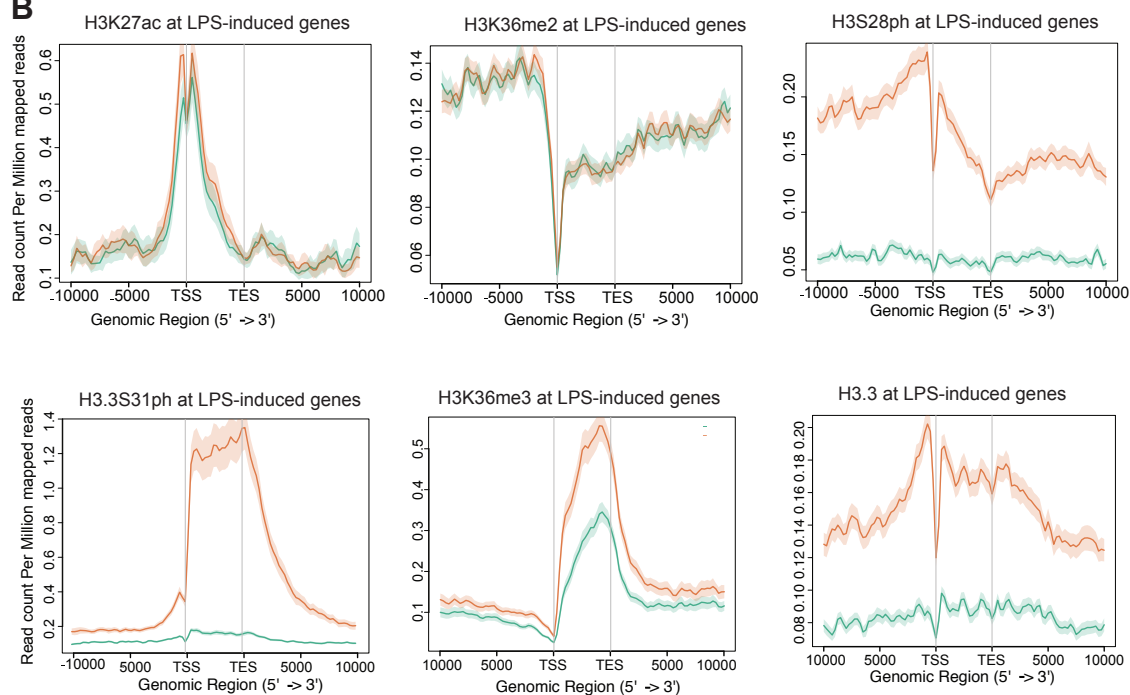 B
H3K27ac at LPS-induced genes
H3K36me2 at LPS-induced genes
H3S28ph at LPS-induced genes
Read count Per Million mapped reads
0.1 0.2 0.3 0.4 0.5 0.6
-10000 -5000 TSS TES 5000 10000
Genomic Region (5' -> 3')
0.06 0.08 0.10 0.12 0.14
-10000 -5000 TSS TES 5000 10000
Genomic Region (5' -> 3')
0.05 0.10 0.15 0.20
-10000 -5000 TSS TES 5000 10000
Genomic Region (5' -> 3')
H3.3S31ph at LPS-induced genes
H3K36me3 at LPS-induced genes
H3.3 at LPS-induced genes
Read count Per Million mapped reads
0.2 0.4 0.6 0.8 1.0 1.2 1.4
-10000 -5000 TSS TES 5000 10000
Genomic Region (5' -> 3')
0.1 0.2 0.3 0.4 0.5
10000 5000 TSS TES 5000 10000
Genomic Region (5' -> 3')
0.08 0.10 0.12 0.14 0.16 0.18 0.20
10000 5000 TSS TES 5000 10000
Genomic Region (5' -> 3')